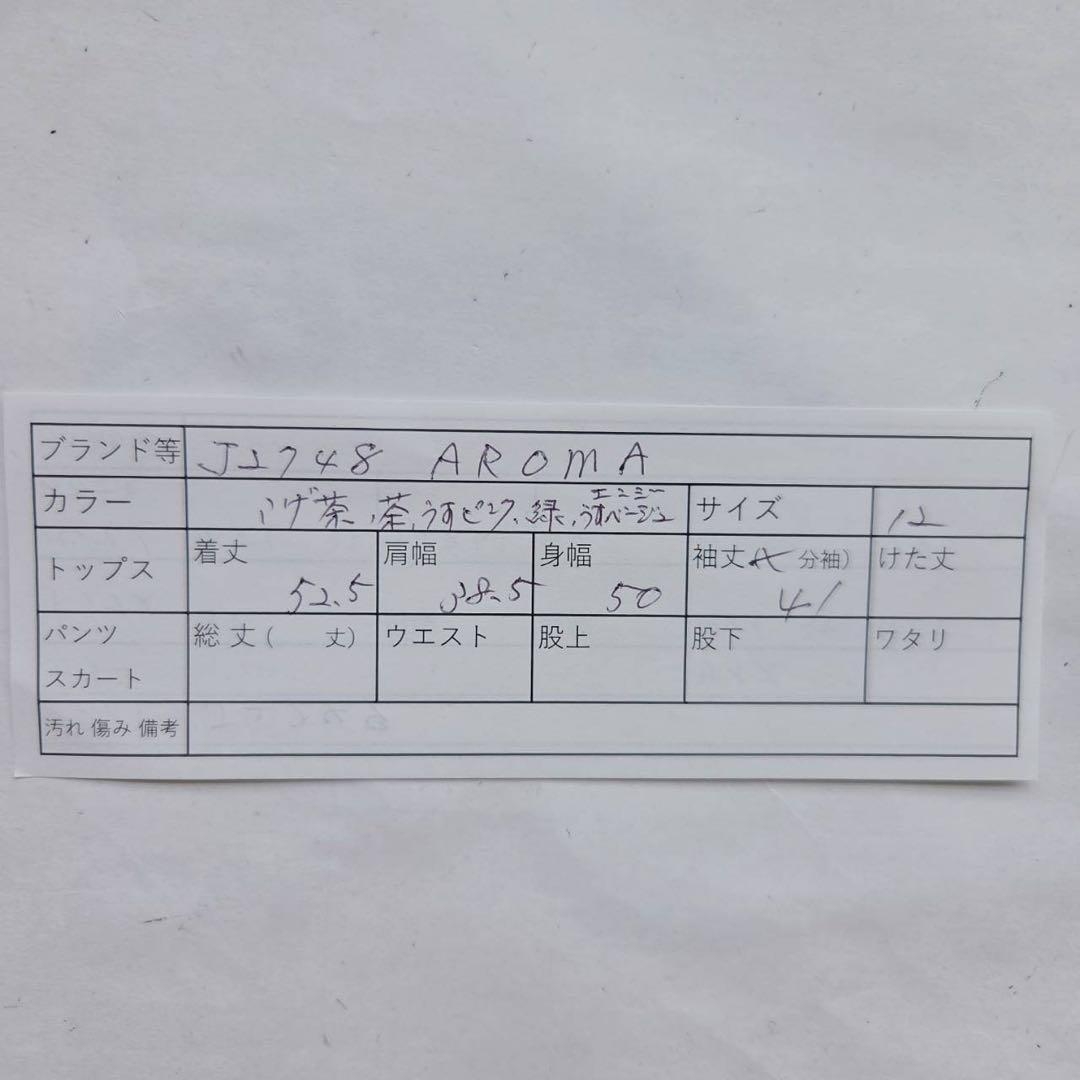 ブランド等 J1748 AROMA
カラー こげ茶、茶、うすピンク、緑、エンジ、うすベージュ サイズ 12
トップス 着丈 52.5 肩幅 38.5 身幅 50 袖丈( 分袖) 41 けた丈
パンツ スカート 総丈( 丈) ウエスト 股上 股下 ワタリ
汚れ 傷み 備考